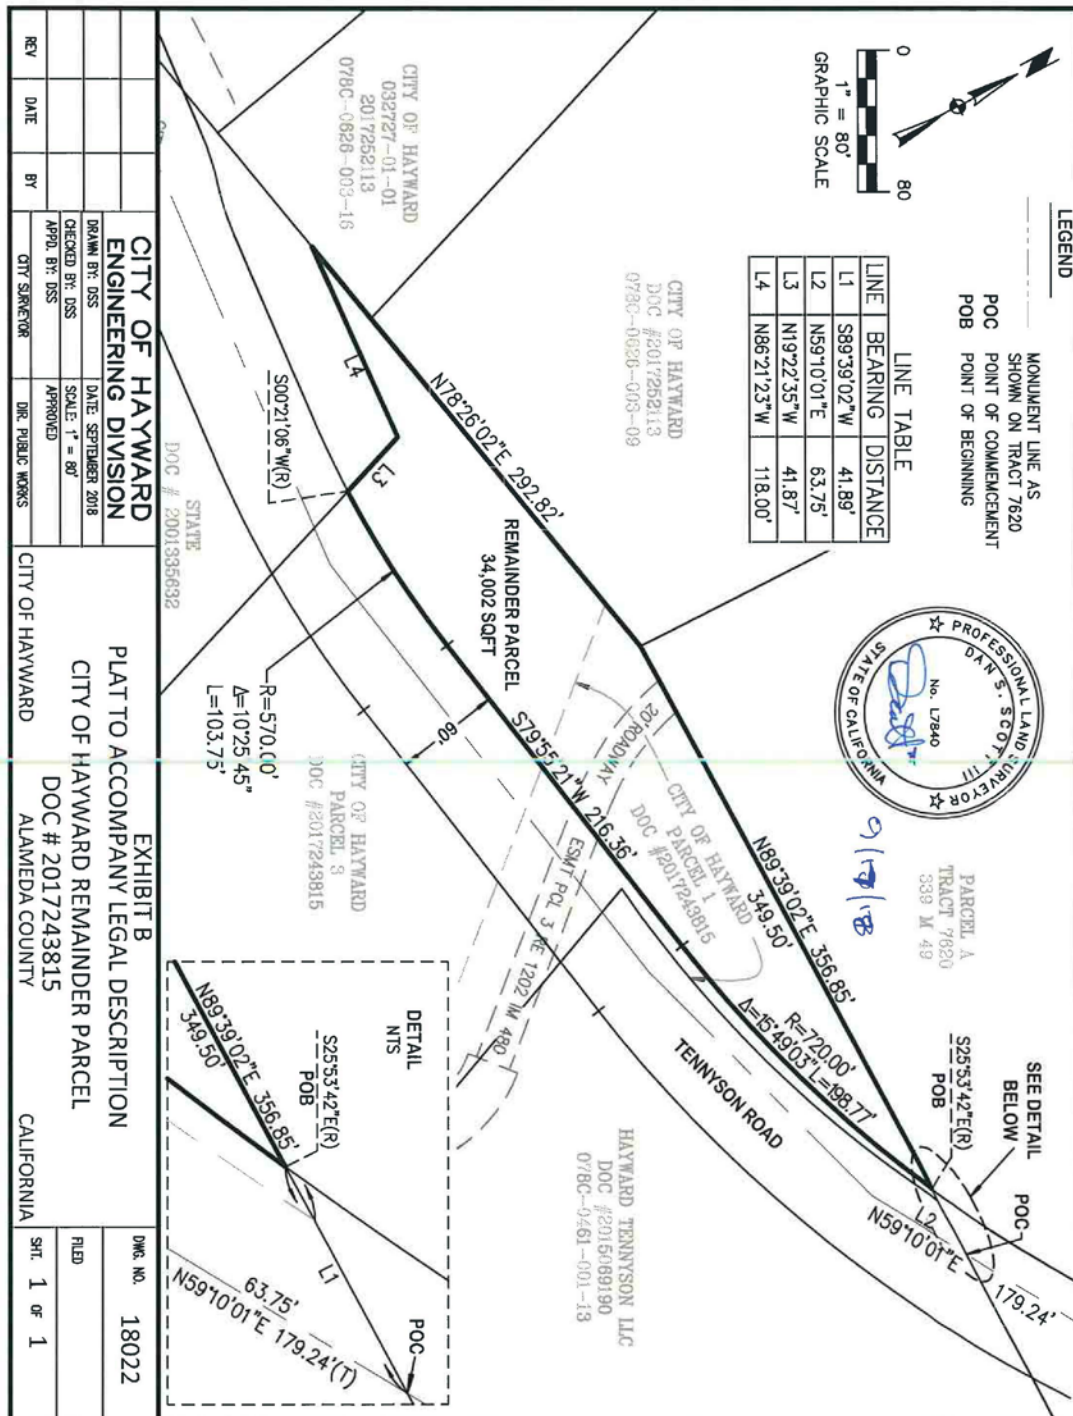 LEGEND
MONUMENT LINE AS
SHOWN ON TRACT 7620
POC POINT OF COMMENCEMENT
POB POINT OF BEGINNING
0 80
1" = 80'
GRAPHIC SCALE
LINE TABLE
LINE BEARING DISTANCE
L1 S89°39'02"W 41.89'
L2 N59°10'01"E 63.75'
L3 N19°22'35"W 41.87'
L4 N86°21'23"W 118.00'
PROFESSIONAL LAND SURVEYOR
DAN S. SCOTT III
No. L7840
STATE OF CALIFORNIA
PARCEL A
TRACT 7620
339 M 49
SEE DETAIL
BELOW
S25°53'42"E(R)
POB
POC
L2
N59°10'01"E 179.24'
CITY OF HAYWARD
032727-01-01
2017252113
078C-0626-003-16
CITY OF HAYWARD
DOC #2017252113
078C-0626-003-09
N78°26'02"E 292.82'
N89°39'02"E 356.85'
349.50'
L4
L3
S00°21'06"W(R)
REMAINDER PARCEL
34,002 SQFT
20' ROADWAY
ESMT PCL 3 RE 1202 IM 480
CITY OF HAYWARD
PARCEL 1
DOC #2017243815
R=720.00'
Δ=15°49'03" L=198.77'
S79°55'21"W 216.36'
60'
TENNYSON ROAD
R=570.00'
Δ=10°25'45"
L=103.75'
STATE
DOC # 2001335632
CITY OF HAYWARD
PARCEL 3
DOC #2017243815
HAYWARD TENNYSON LLC
DOC #2015069190
078C-0461-001-13
DETAIL
NTS
S25°53'42"E(R)
POB
N89°39'02"E 356.85'
349.50'
L1
POC
63.75'
N59°10'01"E 179.24'(T)
REV DATE BY
CITY OF HAYWARD
ENGINEERING DIVISION
DRAWN BY: DSS DATE: SEPTEMBER 2018
CHECKED BY: DSS SCALE: 1" = 80'
APPD. BY: DSS APPROVED
CITY SURVEYOR DIR. PUBLIC WORKS
EXHIBIT B
PLAT TO ACCOMPANY LEGAL DESCRIPTION
CITY OF HAYWARD REMAINDER PARCEL
DOC # 2017243815
CITY OF HAYWARD ALAMEDA COUNTY CALIFORNIA
DWG. NO.
18022
FILED
SHT. 1 OF 1